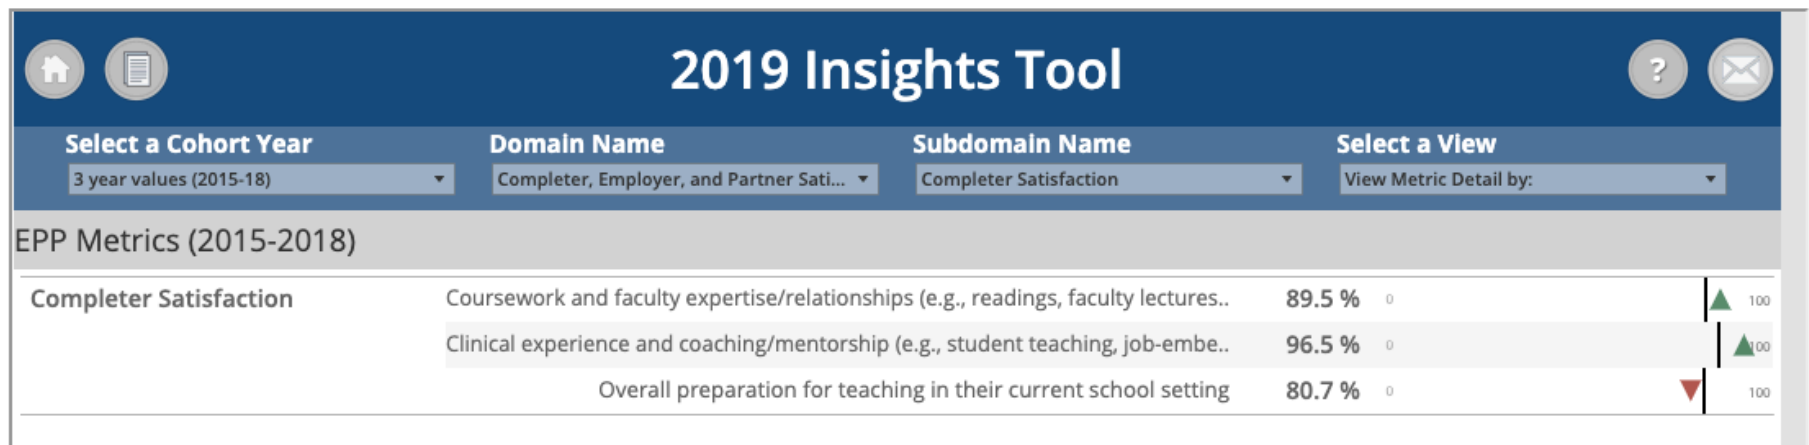 2019 Insights Tool
?
Select a Cohort Year
Domain Name
Subdomain Name
Select a View
3 year values (2015-18)
Completer, Employer, and Partner Sati...
Completer Satisfaction
View Metric Detail by:
EPP Metrics (2015-2018)
Completer Satisfaction
Coursework and faculty expertise/relationships (e.g., readings, faculty lectures.. 89.5 % 0 100
Clinical experience and coaching/mentorship (e.g., student teaching, job-embe.. 96.5 % 0 100
Overall preparation for teaching in their current school setting 80.7 % 0 100